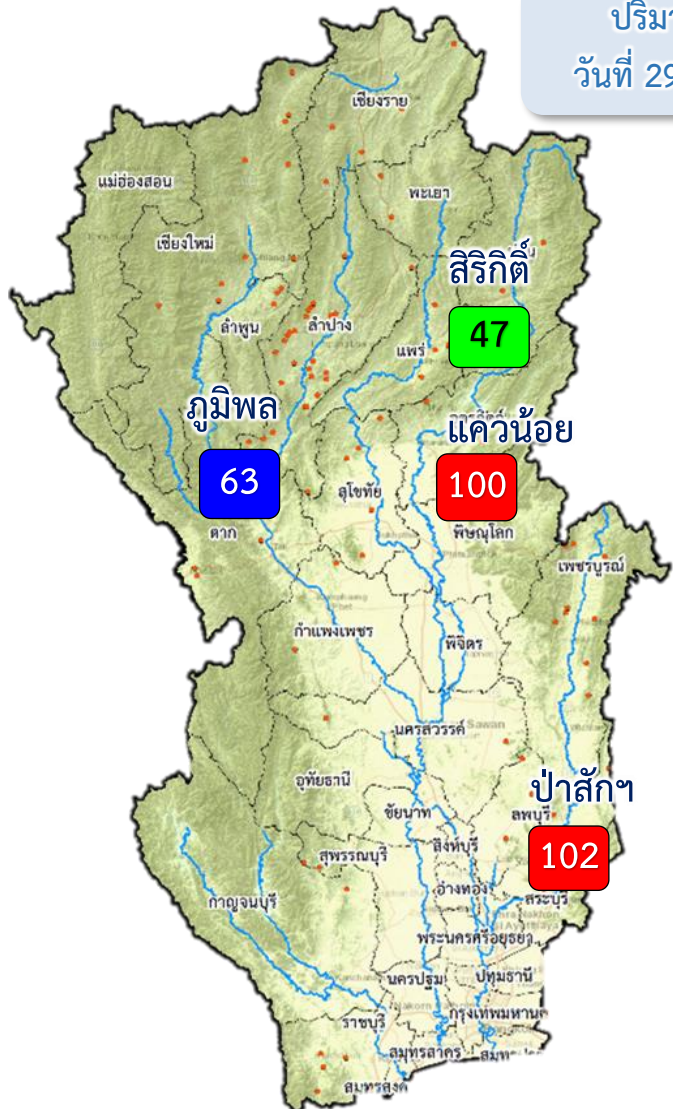 ปริมา
วันที่ 29
เชียงราย
แม่ฮ่องสอน
พะเยา
เชียงใหม่
สิริกิติ์
47
ลำพูน
ลำปาง
แพร่
ภูมิพล
63
แควน้อย
100
สุโขทัย
ตาก
พิษณุโลก
เพชรบูรณ์
กำแพงเพชร
พิจิตร
นครสวรรค์
Sawan
อุทัยธานี
ป่าสักฯ
102
ชัยนาท
ลพบุรี
สิงห์บุรี
สุพรรณบุรี
อ่างทอง
สระบุรี
กาญจนบุรี
พระนครศรีอยุธยา
นครปฐม
ปทุมธานี
กรุงเทพมหานค
ราชบุรี
สมุทรสาคร
สมุทรสงค